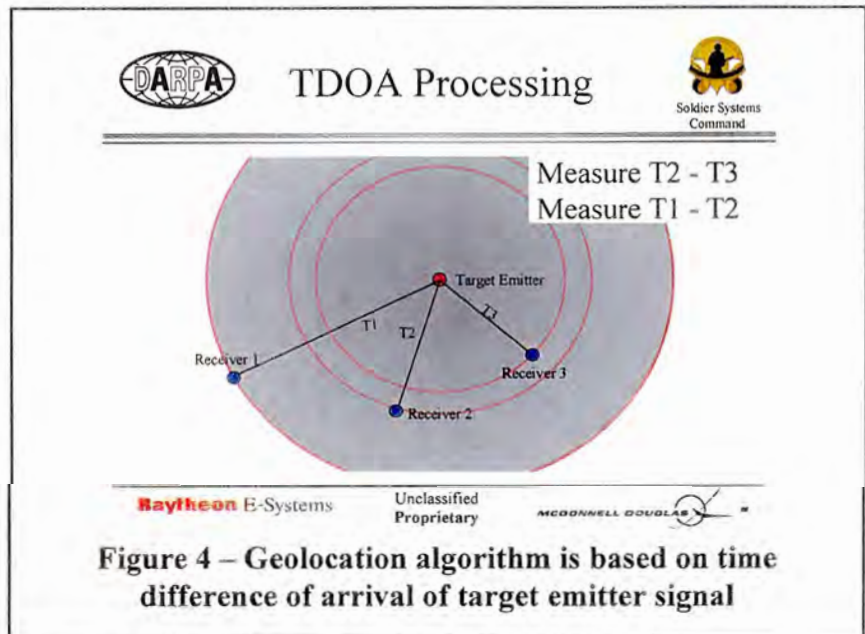 DARPA
TDOA Processing
Soldier Systems
Command
Measure T2 - T3
Measure T1 - T2
Target Emitter
T1
T2
T3
Receiver 1
Receiver 3
Receiver 2
Raytheon E-Systems
Unclassified
Proprietary
MCDONNELL DOUGLAS
Figure 4 – Geolocation algorithm is based on time
difference of arrival of target emitter signal